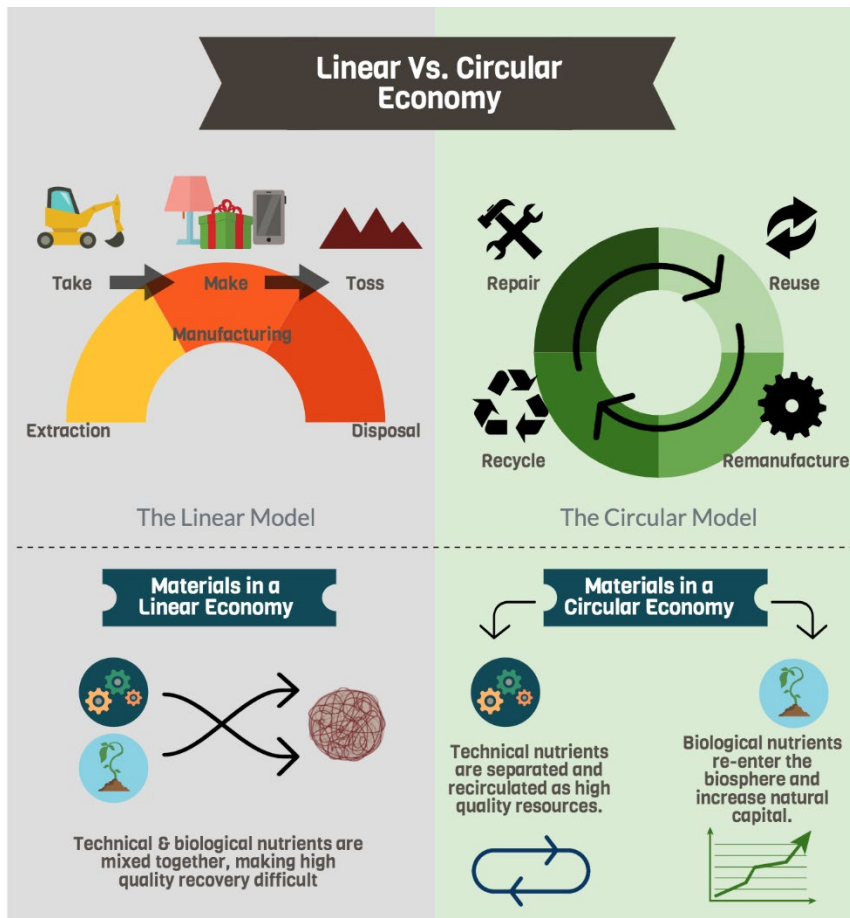 Linear Vs. Circular
Economy
Take
Make
Toss
Manufacturing
Extraction
Disposal
The Linear Model
Repair
Reuse
Recycle
Remanufacture
The Circular Model
Materials in a
Linear Economy
Technical & biological nutrients are
mixed together, making high
quality recovery difficult
Materials in a
Circular Economy
Technical nutrients
are separated and
recirculated as high
quality resources.
Biological nutrients
re-enter the
biosphere and
increase natural
capital.